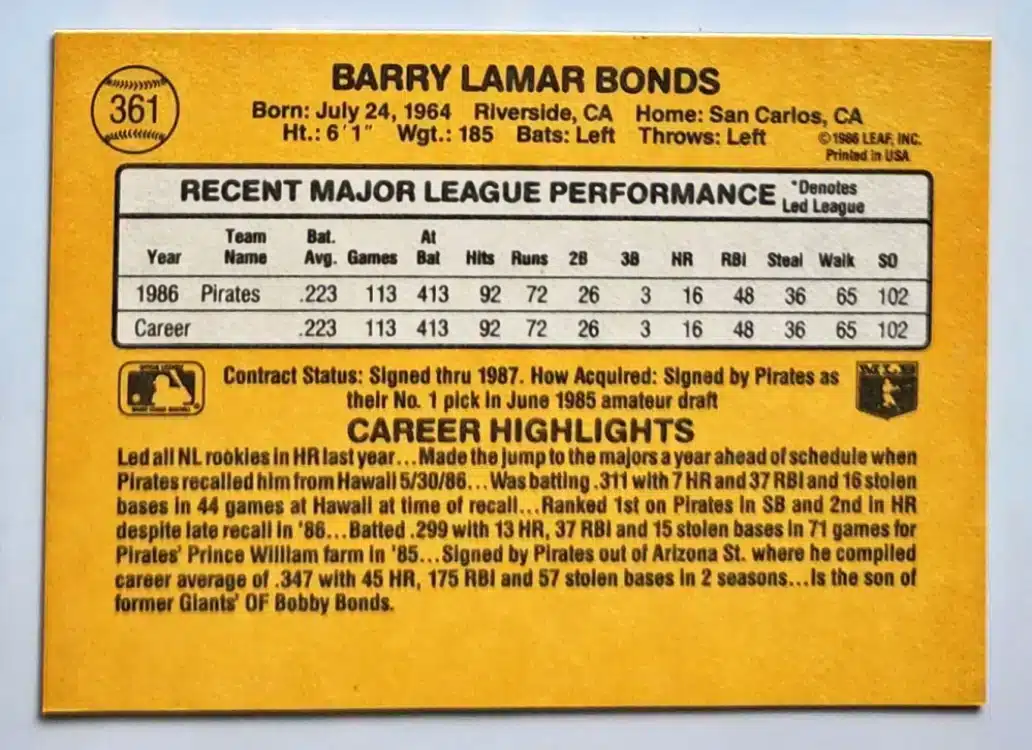 361
BARRY LAMAR BONDS
Born: July 24, 1964 Riverside, CA Home: San Carlos, CA
Ht.: 6'1" Wgt.: 185 Bats: Left Throws: Left
©1986 LEAF, INC.
Printed in USA
RECENT MAJOR LEAGUE PERFORMANCE *Denotes Led League
Year Team Name Bat. Avg. Games At Bat Hits Runs 2B 3B HR RBI Steal Walk SO
1986 Pirates .223 113 413 92 72 26 3 16 48 36 65 102
Career .223 113 413 92 72 26 3 16 48 36 65 102
Contract Status: Signed thru 1987. How Acquired: Signed by Pirates as
their No. 1 pick in June 1985 amateur draft
MLB
CAREER HIGHLIGHTS
Led all NL rookies in HR last year...Made the jump to the majors a year ahead of schedule when
Pirates recalled him from Hawaii 5/30/86...Was batting .311 with 7 HR and 37 RBI and 16 stolen
bases in 44 games at Hawaii at time of recall...Ranked 1st on Pirates in SB and 2nd in HR
despite late recall in '86...Batted .299 with 13 HR, 37 RBI and 15 stolen bases in 71 games for
Pirates' Prince William farm in '85...Signed by Pirates out of Arizona St. where he compiled
career average of .347 with 45 HR, 175 RBI and 57 stolen bases in 2 seasons...Is the son of
former Giants' OF Bobby Bonds.